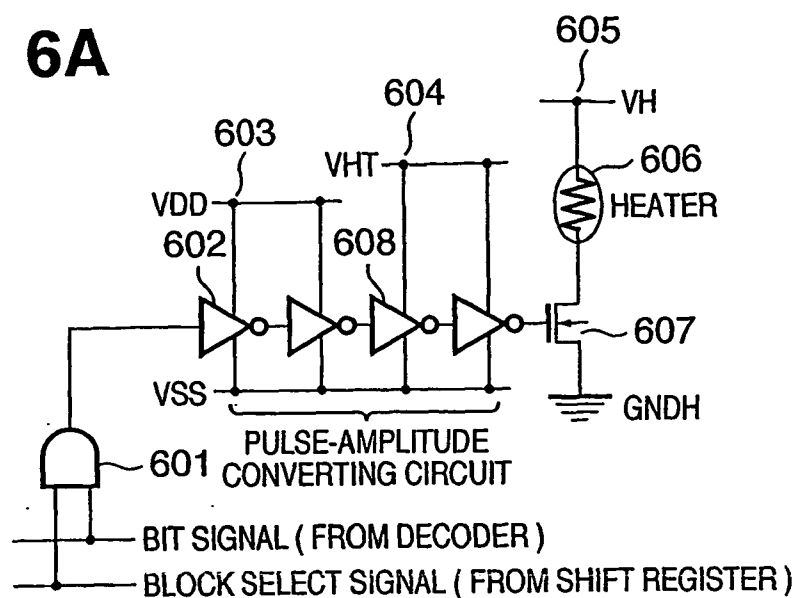 6A
605
VH
604
603
VHT
606
HEATER
VDD
602
608
607
VSS
GNDH
PULSE-AMPLITUDE
CONVERTING CIRCUIT
601
BIT SIGNAL ( FROM DECODER )
BLOCK SELECT SIGNAL ( FROM SHIFT REGISTER )